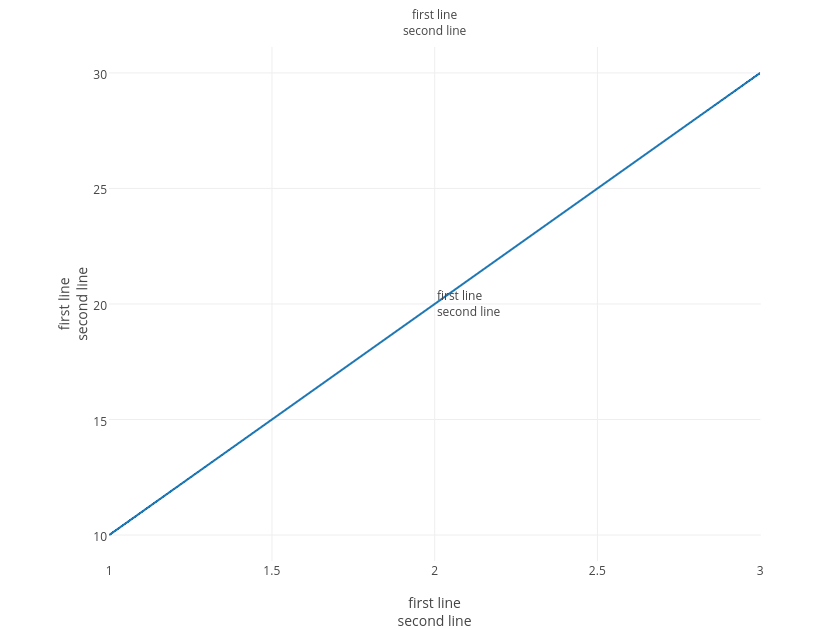 first line
second line
30
25
first line
second line
20
first line
second line
15
10
1 1.5 2 2.5 3
first line
second line